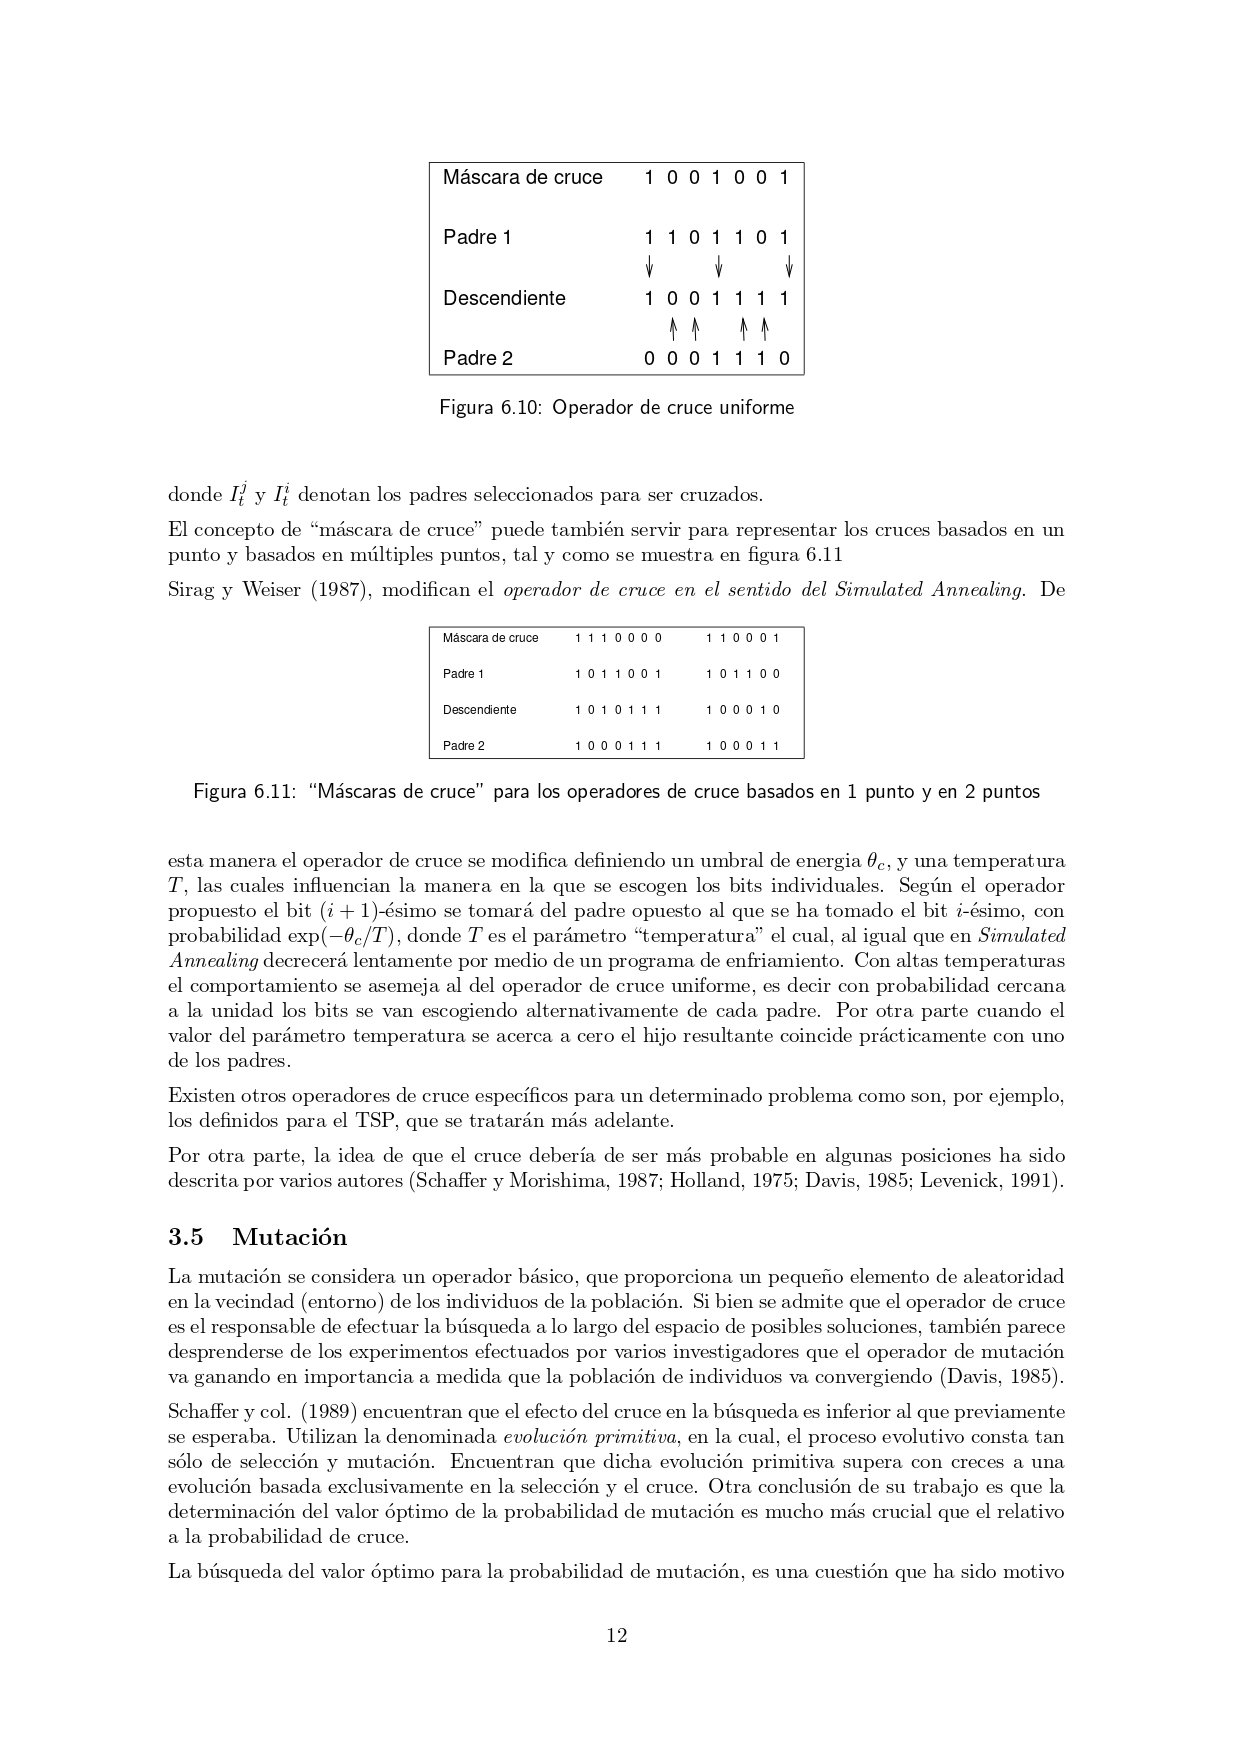 Máscara de cruce 1 0 0 1 0 0 1
Padre 1 1 1 0 1 1 0 1
↓ ↓ ↓
Descendiente 1 0 0 1 1 1 1
↑ ↑ ↑ ↑
Padre 2 0 0 0 1 1 1 0
Figura 6.10: Operador de cruce uniforme
donde I_t^j y I_t^i denotan los padres seleccionados para ser cruzados.
El concepto de “máscara de cruce” puede también servir para representar los cruces basados en un
punto y basados en múltiples puntos, tal y como se muestra en figura 6.11
Sirag y Weiser (1987), modifican el operador de cruce en el sentido del Simulated Annealing. De
Máscara de cruce 1 1 1 0 0 0 0 1 1 0 0 0 1
Padre 1 1 0 1 1 0 0 1 1 0 1 1 0 0
Descendiente 1 0 1 0 1 1 1 1 0 0 0 1 0
Padre 2 1 0 0 0 1 1 1 1 0 0 0 1 1
Figura 6.11: “Máscaras de cruce” para los operadores de cruce basados en 1 punto y en 2 puntos
esta manera el operador de cruce se modifica definiendo un umbral de energia θc, y una temperatura
T, las cuales influencian la manera en la que se escogen los bits individuales. Según el operador
propuesto el bit (i + 1)-ésimo se tomará del padre opuesto al que se ha tomado el bit i-ésimo, con
probabilidad exp(−θc/T), donde T es el parámetro “temperatura” el cual, al igual que en Simulated
Annealing decrecerá lentamente por medio de un programa de enfriamiento. Con altas temperaturas
el comportamiento se asemeja al del operador de cruce uniforme, es decir con probabilidad cercana
a la unidad los bits se van escogiendo alternativamente de cada padre. Por otra parte cuando el
valor del parámetro temperatura se acerca a cero el hijo resultante coincide prácticamente con uno
de los padres.
Existen otros operadores de cruce específicos para un determinado problema como son, por ejemplo,
los definidos para el TSP, que se tratarán más adelante.
Por otra parte, la idea de que el cruce debería de ser más probable en algunas posiciones ha sido
descrita por varios autores (Schaffer y Morishima, 1987; Holland, 1975; Davis, 1985; Levenick, 1991).
3.5 Mutación
La mutación se considera un operador básico, que proporciona un pequeño elemento de aleatoridad
en la vecindad (entorno) de los individuos de la población. Si bien se admite que el operador de cruce
es el responsable de efectuar la búsqueda a lo largo del espacio de posibles soluciones, también parece
desprenderse de los experimentos efectuados por varios investigadores que el operador de mutación
va ganando en importancia a medida que la población de individuos va convergiendo (Davis, 1985).
Schaffer y col. (1989) encuentran que el efecto del cruce en la búsqueda es inferior al que previamente
se esperaba. Utilizan la denominada evolución primitiva, en la cual, el proceso evolutivo consta tan
sólo de selección y mutación. Encuentran que dicha evolución primitiva supera con creces a una
evolución basada exclusivamente en la selección y el cruce. Otra conclusión de su trabajo es que la
determinación del valor óptimo de la probabilidad de mutación es mucho más crucial que el relativo
a la probabilidad de cruce.
La búsqueda del valor óptimo para la probabilidad de mutación, es una cuestión que ha sido motivo
12